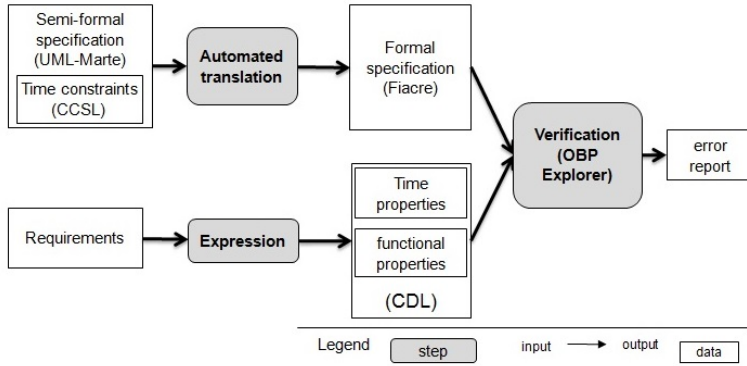 Semi-formal
specification
(UML-Marte)
Time constraints
(CCSL)
Automated
translation
Formal
specification
(Fiacre)
Verification
(OBP
Explorer)
error
report
Requirements
Expression
Time
properties
functional
properties
(CDL)
Legend
step
input
output
data